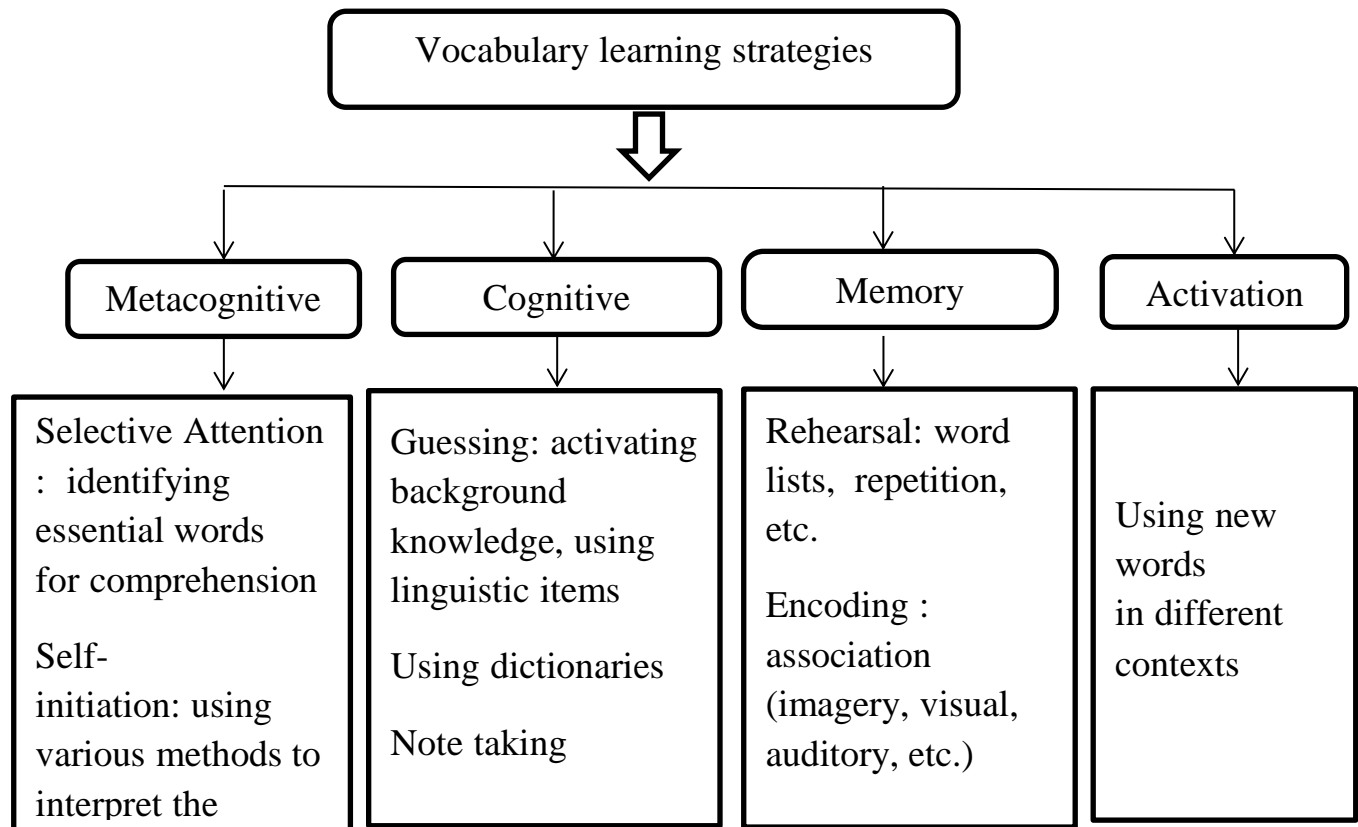 Vocabulary learning strategies
Metacognitive
Cognitive
Memory
Activation
Selective Attention
: identifying
essential words
for comprehension
Self-
initiation: using
various methods to
interpret the
Guessing: activating
background
knowledge, using
linguistic items
Using dictionaries
Note taking
Rehearsal: word
lists, repetition,
etc.
Encoding :
association
(imagery, visual,
auditory, etc.)
Using new
words
in different
contexts